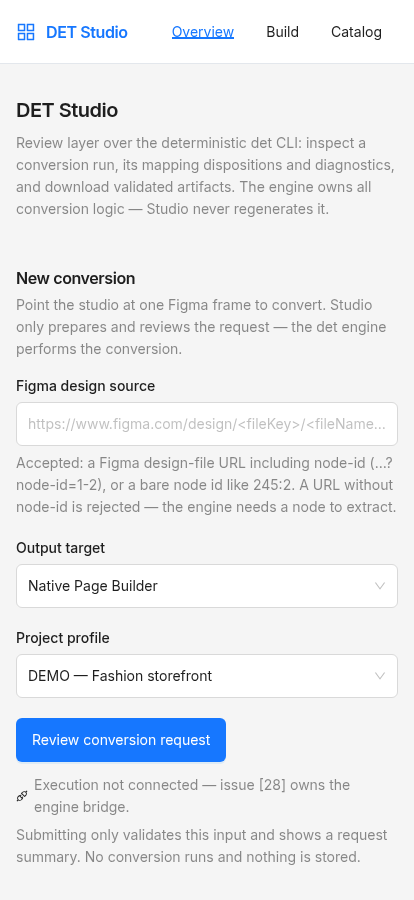 DET Studio
Overview
Build
Catalog
DET Studio
Review layer over the deterministic det CLI: inspect a
conversion run, its mapping dispositions and diagnostics,
and download validated artifacts. The engine owns all
conversion logic — Studio never regenerates it.
New conversion
Point the studio at one Figma frame to convert. Studio
only prepares and reviews the request — the det engine
performs the conversion.
Figma design source
https://www.figma.com/design/<fileKey>/<fileName...
Accepted: a Figma design-file URL including node-id (...?
node-id=1-2), or a bare node id like 245:2. A URL without
node-id is rejected — the engine needs a node to extract.
Output target
Native Page Builder
Project profile
DEMO — Fashion storefront
Review conversion request
Execution not connected — issue [28] owns the
engine bridge.
Submitting only validates this input and shows a request
summary. No conversion runs and nothing is stored.